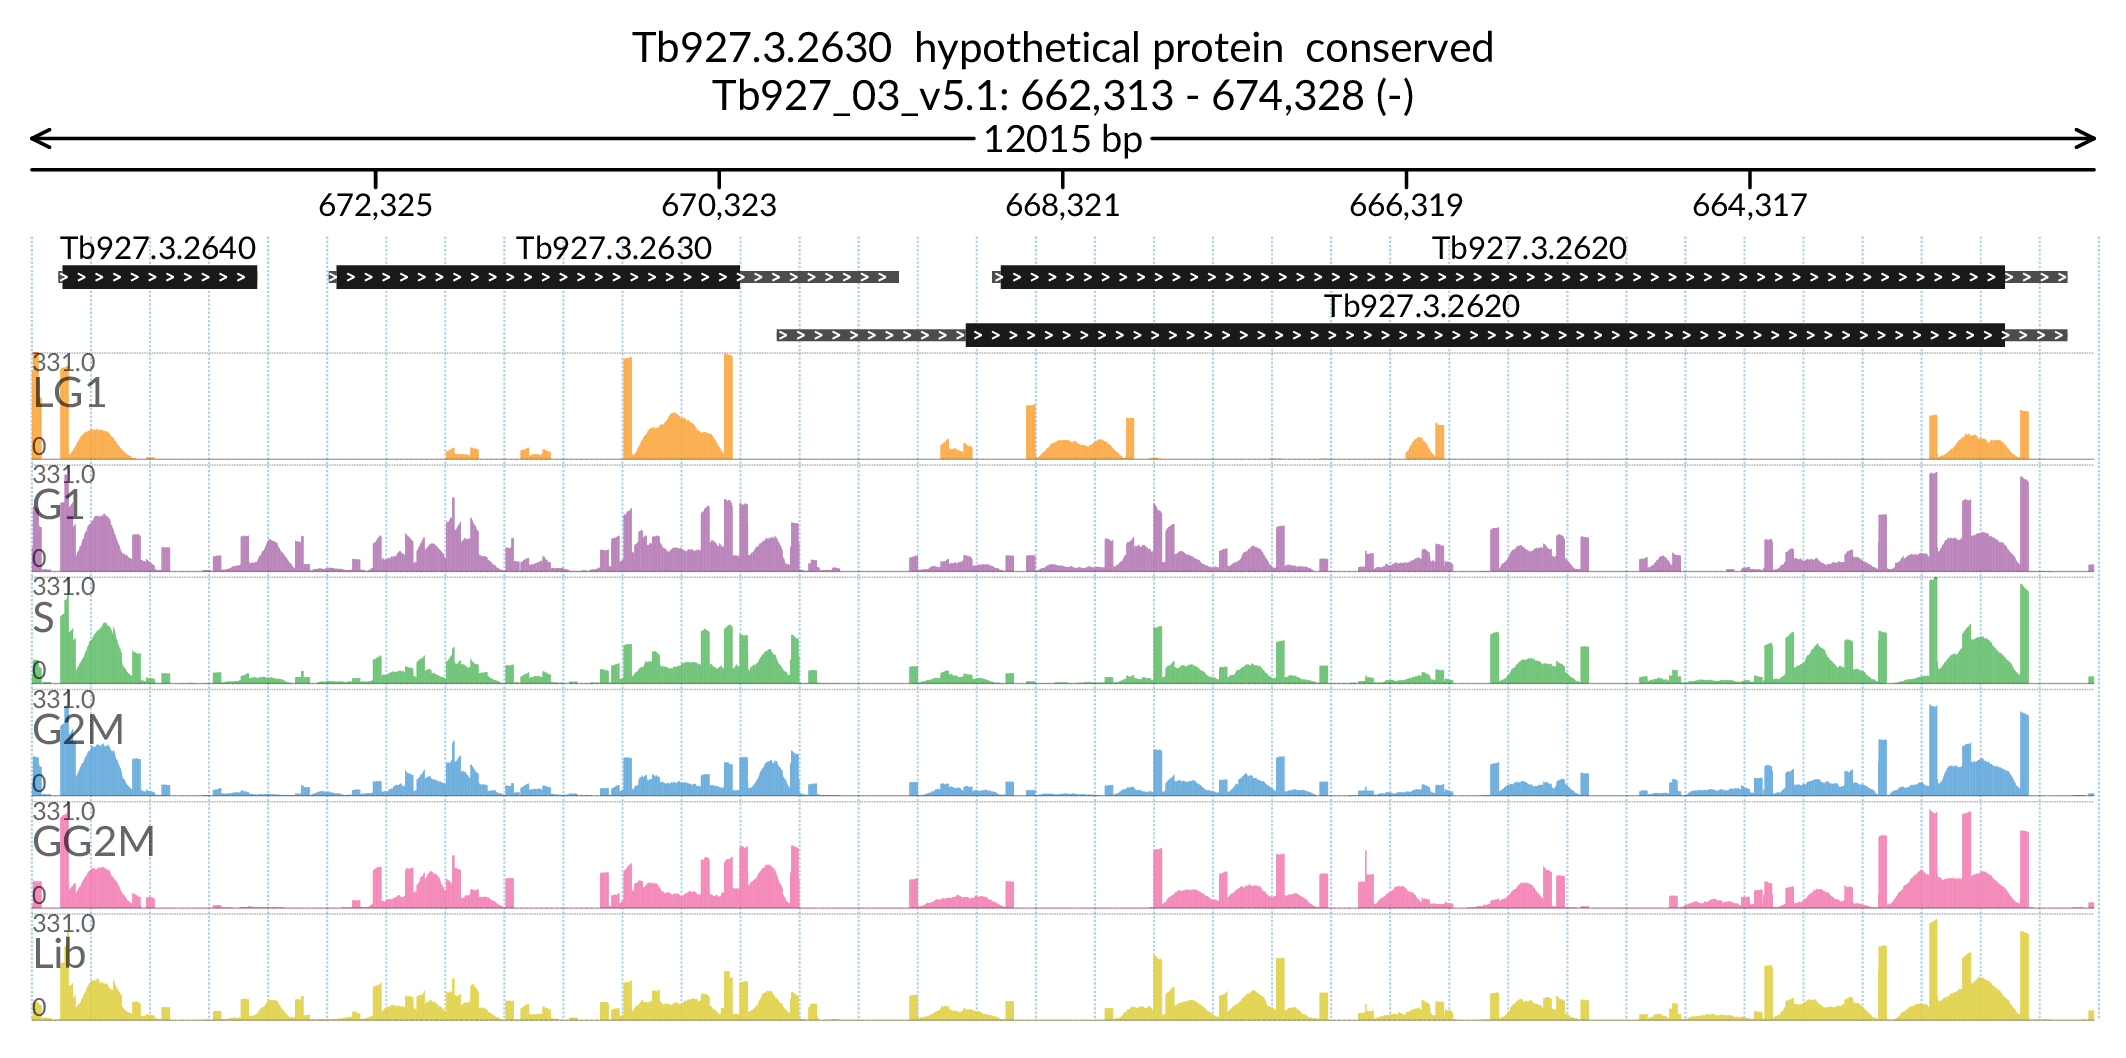 Tb927.3.2630  hypothetical protein  conserved
Tb927_03_v5.1: 662,313 - 674,328 (-)
12015 bp
672,325 670,323 668,321 666,319 664,317
Tb927.3.2640 Tb927.3.2630 Tb927.3.2620
Tb927.3.2620
331.0
LG1
0
331.0
G1
0
331.0
S
0
331.0
G2M
0
331.0
GG2M
0
331.0
Lib
0